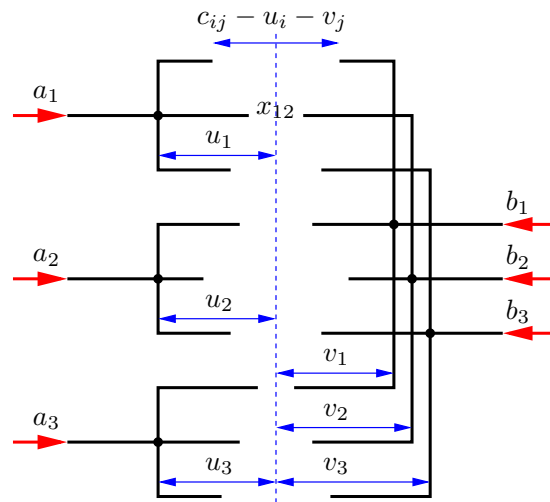 c_{ij} − u_i − v_j
a_1
x_{12}
u_1
b_1
a_2
b_2
u_2
b_3
v_1
a_3
v_2
u_3
v_3